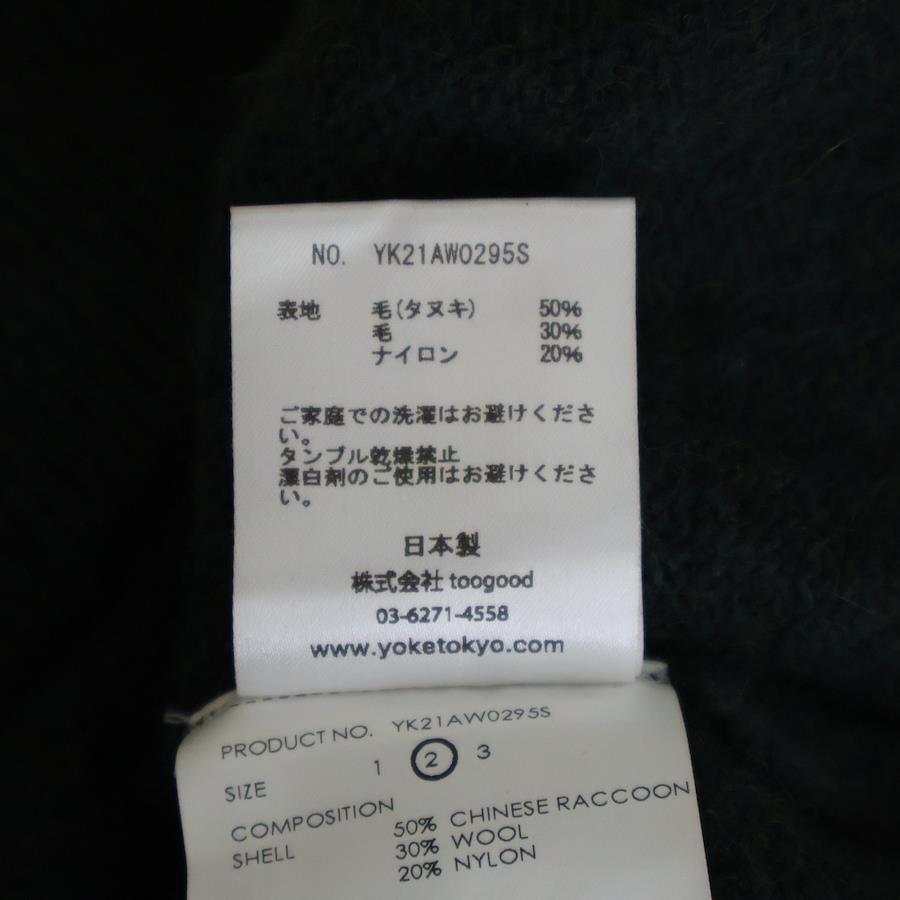 NO. YK21AW0295S
表地 毛(タヌキ) 50%
毛 30%
ナイロン 20%
ご家庭での洗濯はお避けくださ
い。
タンブル乾燥禁止
漂白剤のご使用はお避けくださ
い。
日本製
株式会社 toogood
03-6271-4558
www.yoketokyo.com
PRODUCT NO. YK21AW0295S
SIZE 1 2 3
COMPOSITION
SHELL 50% CHINESE RACCOON
30% WOOL
20% NYLON